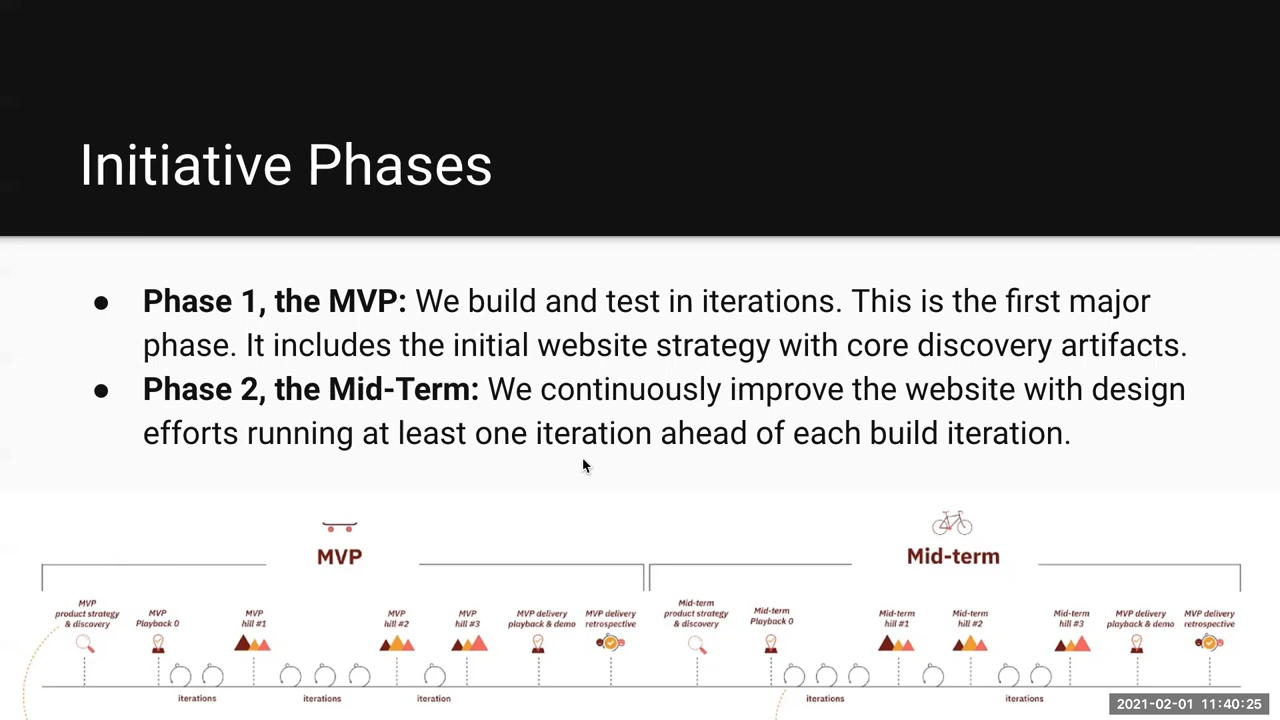 Initiative Phases
● Phase 1, the MVP: We build and test in iterations. This is the first major
phase. It includes the initial website strategy with core discovery artifacts.
● Phase 2, the Mid-Term: We continuously improve the website with design
efforts running at least one iteration ahead of each build iteration.
MVP
MVP
product strategy
& discovery
MVP
Playback 0
MVP
hill #1
MVP
hill #2
MVP
hill #3
MVP delivery
playback & demo
MVP delivery
retrospective
iterations
iterations
iteration
Mid-term
Mid-term
product strategy
& discovery
Mid-term
Playback 0
Mid-term
hill #1
Mid-term
hill #2
Mid-term
hill #3
MVP delivery
playback & demo
MVP delivery
retrospective
iterations
iterations
2021-02-01 11:40:25